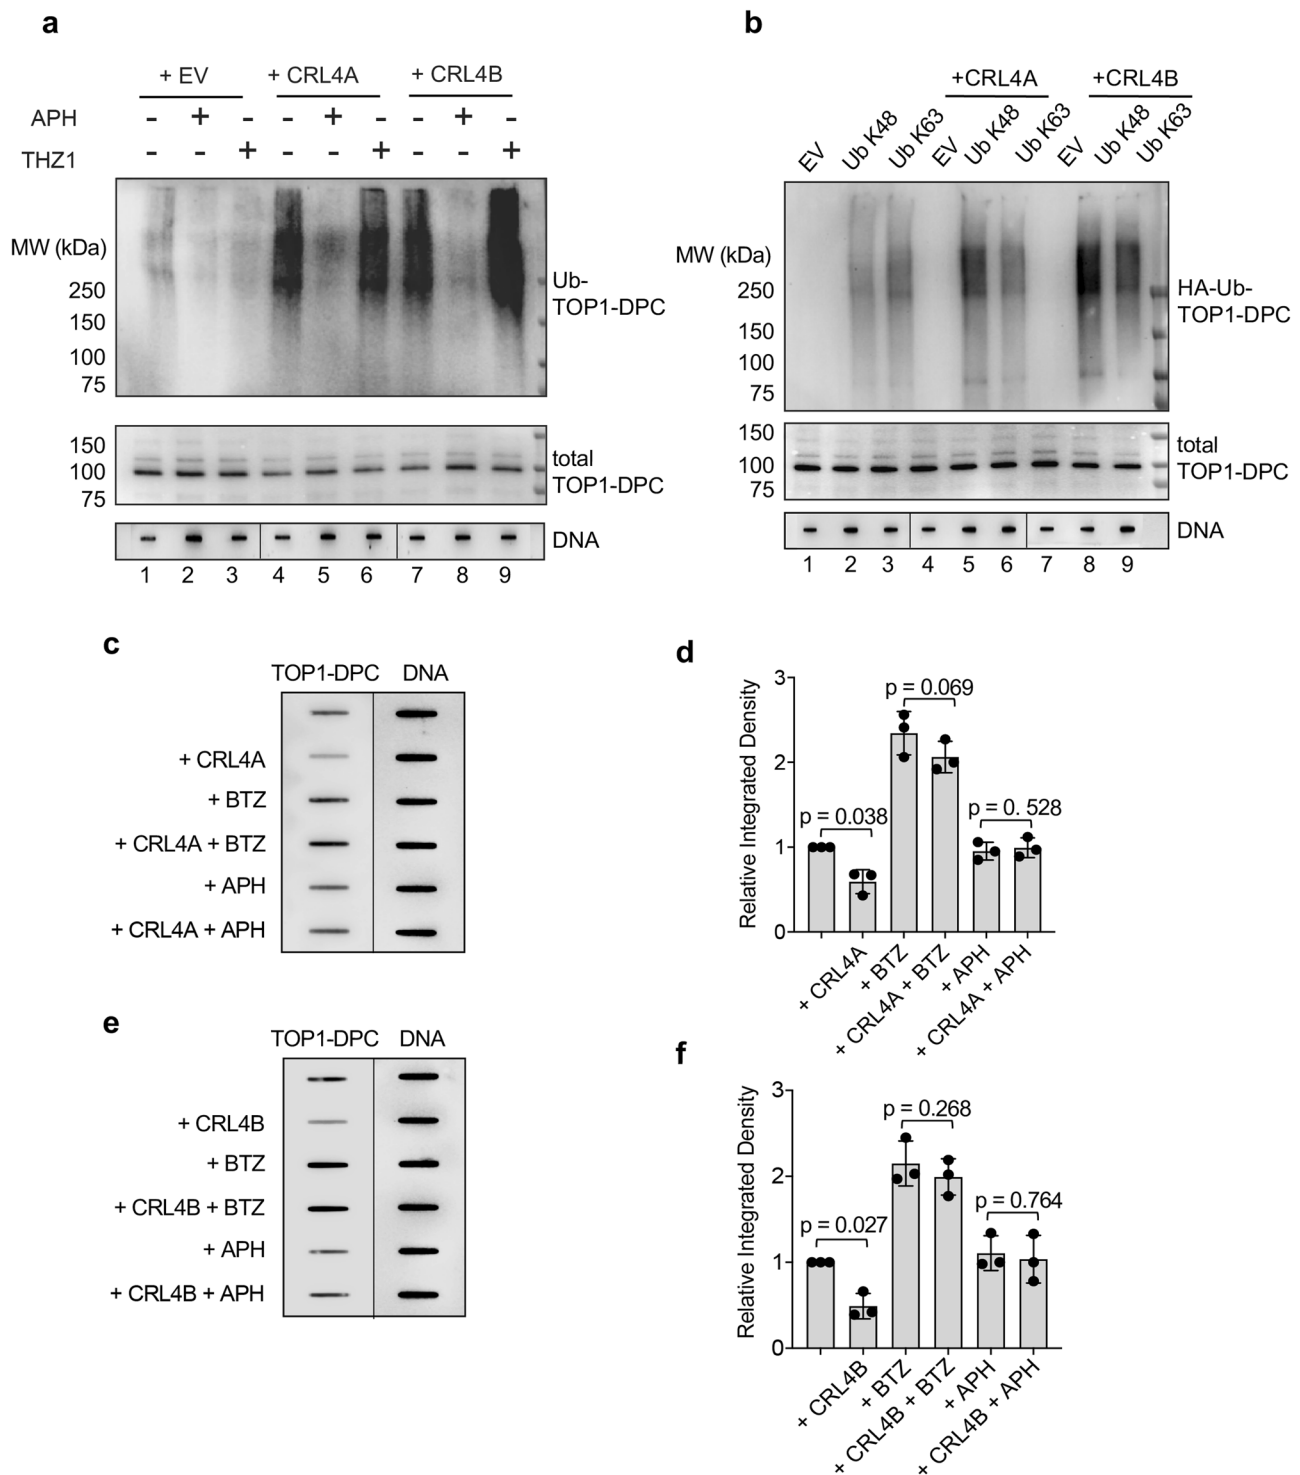 a
+ EV + CRL4A + CRL4B
APH - + - - + - - + -
THZ1 - - + - - + - - +
MW (kDa)
250
150
100
75
Ub-
TOP1-DPC
150
100
75
total
TOP1-DPC
DNA
1 2 3 4 5 6 7 8 9
b
+CRL4A +CRL4B
EV Ub K48 Ub K63 EV Ub K48 Ub K63 EV Ub K48 Ub K63
MW (kDa)
250
150
100
75
HA-Ub-
TOP1-DPC
150
100
75
total
TOP1-DPC
DNA
1 2 3 4 5 6 7 8 9
c
TOP1-DPC DNA
+ CRL4A
+ BTZ
+ CRL4A + BTZ
+ APH
+ CRL4A + APH
d
Relative Integrated Density
3
2
1
0
p = 0.038
p = 0.069
p = 0. 528
+ CRL4A
+ BTZ
+ CRL4A + BTZ
+ APH
+ CRL4A + APH
e
TOP1-DPC DNA
+ CRL4B
+ BTZ
+ CRL4B + BTZ
+ APH
+ CRL4B + APH
f
Relative Integrated Density
3
2
1
0
p = 0.027
p = 0.268
p = 0.764
+ CRL4B
+ BTZ
+ CRL4B + BTZ
+ APH
+ CRL4B + APH